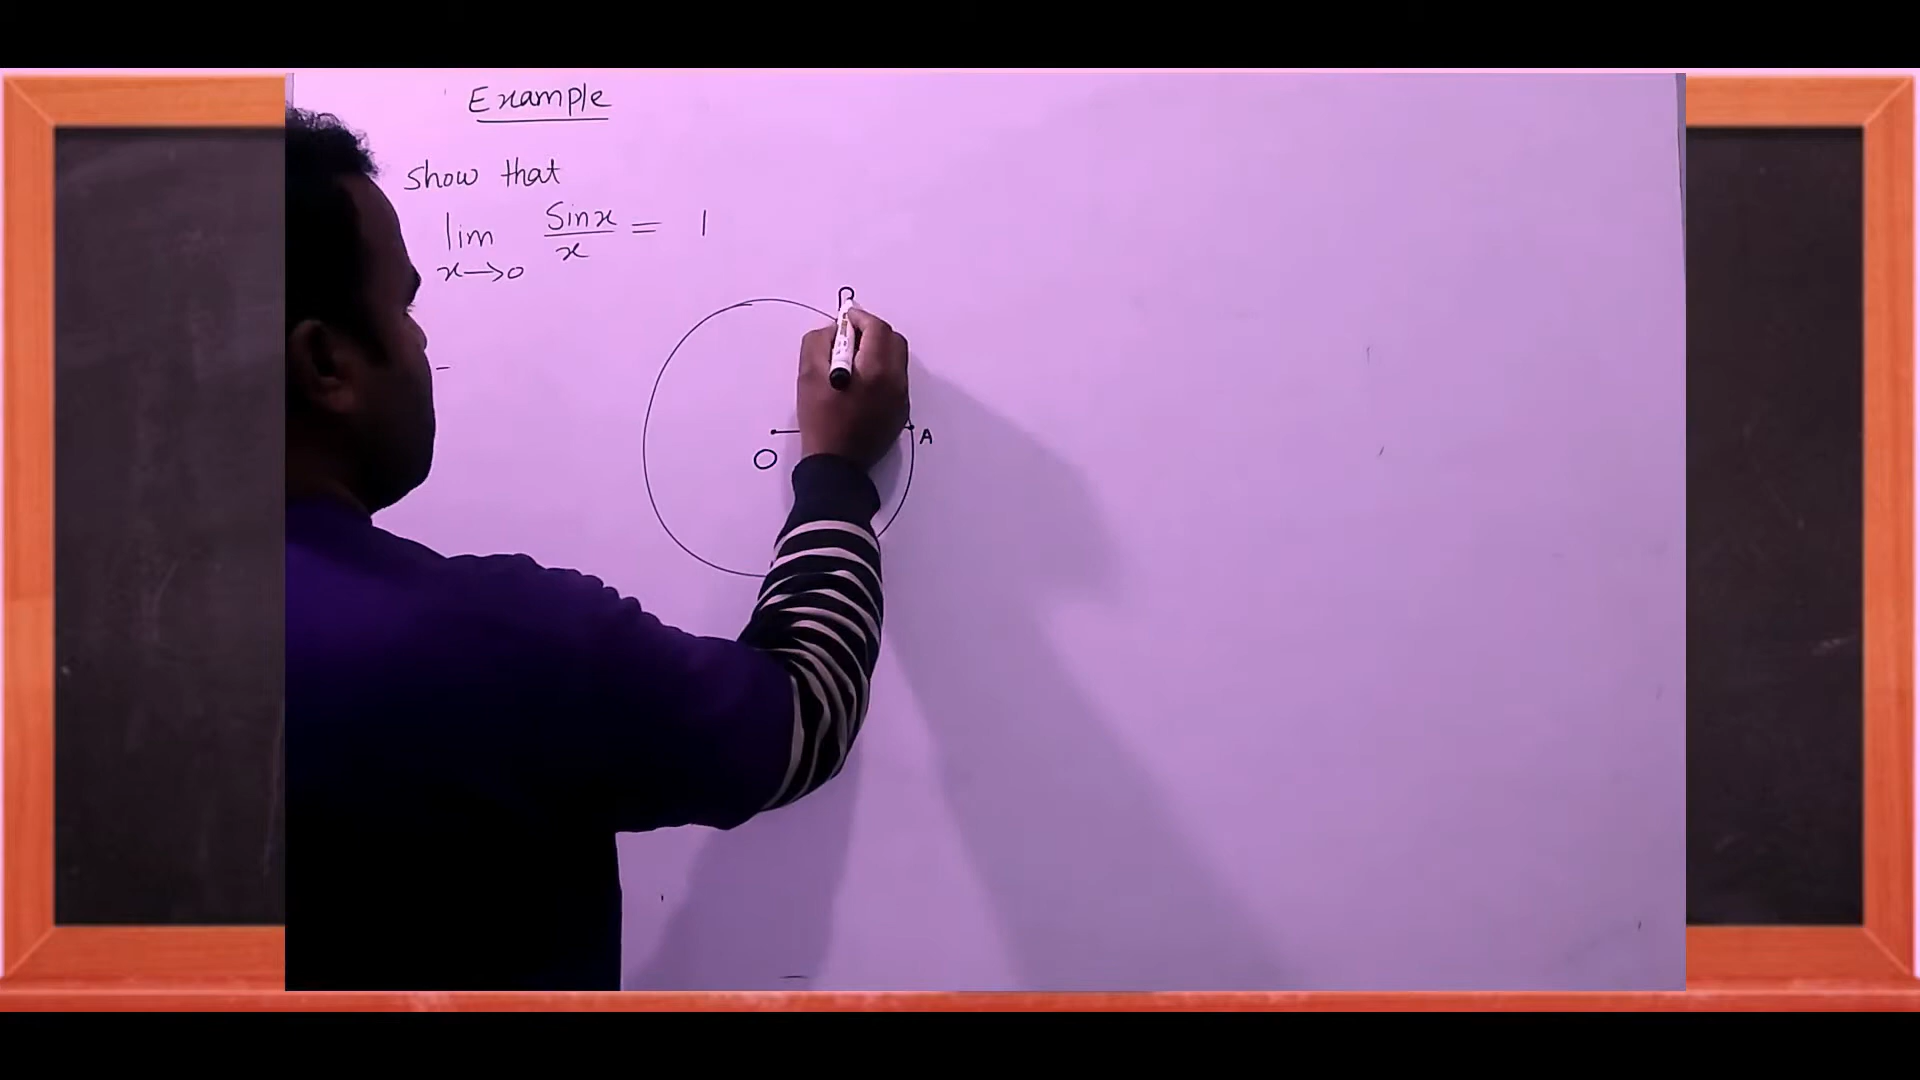 Example
show that
lim sinx/x = 1
x→0
O
A